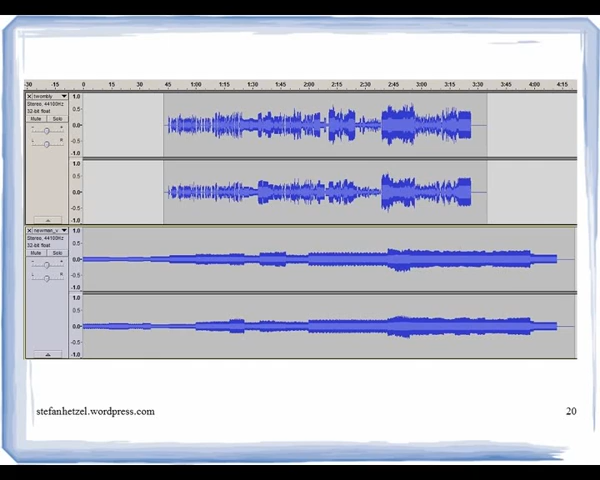 -30 -15 0 15 30 45 1:00 1:15 1:30 1:45 2:00 2:15 2:30 2:45 3:00 3:15 3:30 3:45 4:00 4:15
twombly
Stereo, 44100Hz
32-bit float
Mute Solo
- +
L R
1.0
0.5
0.0
-0.5
-1.0
1.0
0.5
0.0
-0.5
-1.0
newman_v
Stereo, 44100Hz
32-bit float
Mute Solo
- +
L R
1.0
0.5
0.0
-0.5
-1.0
1.0
0.5
0.0
-0.5
-1.0
stefanhetzel.wordpress.com
20